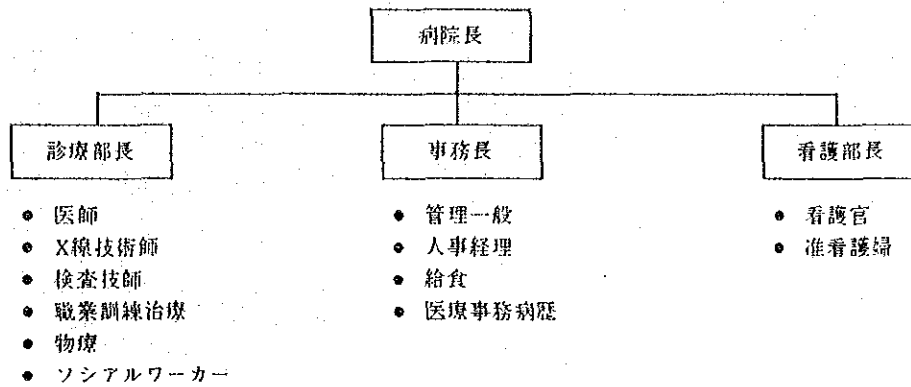 病院長
診療部長
事務長
看護部長
• 医師
• X線技術師
• 検査技師
• 職業訓練治療
• 物療
• ソシアルワーカー
• 管理一般
• 人事経理
• 給食
• 医療事務病歴
• 看護官
• 准看護婦